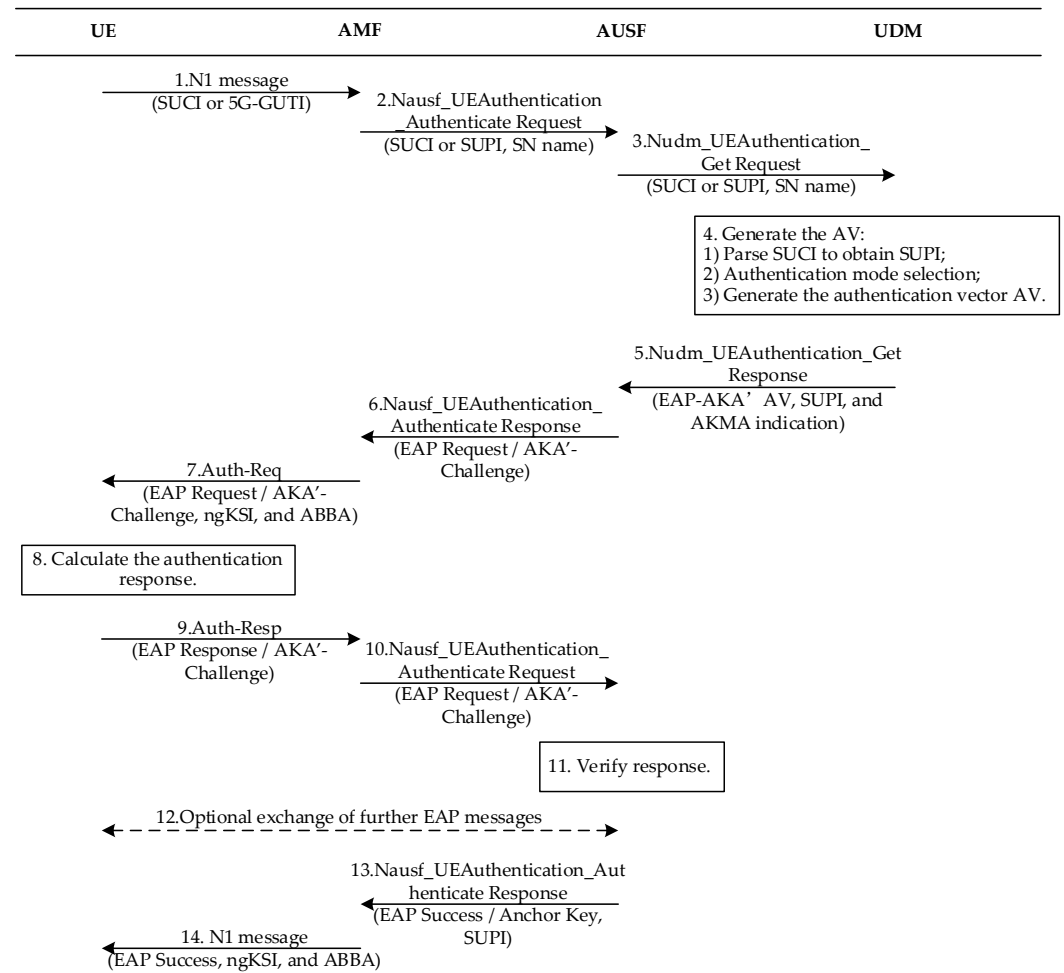 UE AMF AUSF UDM
1.N1 message
(SUCI or 5G-GUTI)
2.Nausf_UEAuthentication
_Authenticate Request
(SUCI or SUPI, SN name)
3.Nudm_UEAuthentication_
Get Request
(SUCI or SUPI, SN name)
4. Generate the AV:
1) Parse SUCI to obtain SUPI;
2) Authentication mode selection;
3) Generate the authentication vector AV.
5.Nudm_UEAuthentication_Get
Response
(EAP-AKA’ AV, SUPI, and
AKMA indication)
6.Nausf_UEAuthentication_
Authenticate Response
(EAP Request / AKA’-
Challenge)
7.Auth-Req
(EAP Request / AKA’-
Challenge, ngKSI, and ABBA)
8. Calculate the authentication
response.
9.Auth-Resp
(EAP Response / AKA’-
Challenge)
10.Nausf_UEAuthentication_
Authenticate Request
(EAP Request / AKA’-
Challenge)
11. Verify response.
12.Optional exchange of further EAP messages
13.Nausf_UEAuthentication_Aut
henticate Response
(EAP Success / Anchor Key,
SUPI)
14. N1 message
(EAP Success, ngKSI, and ABBA)